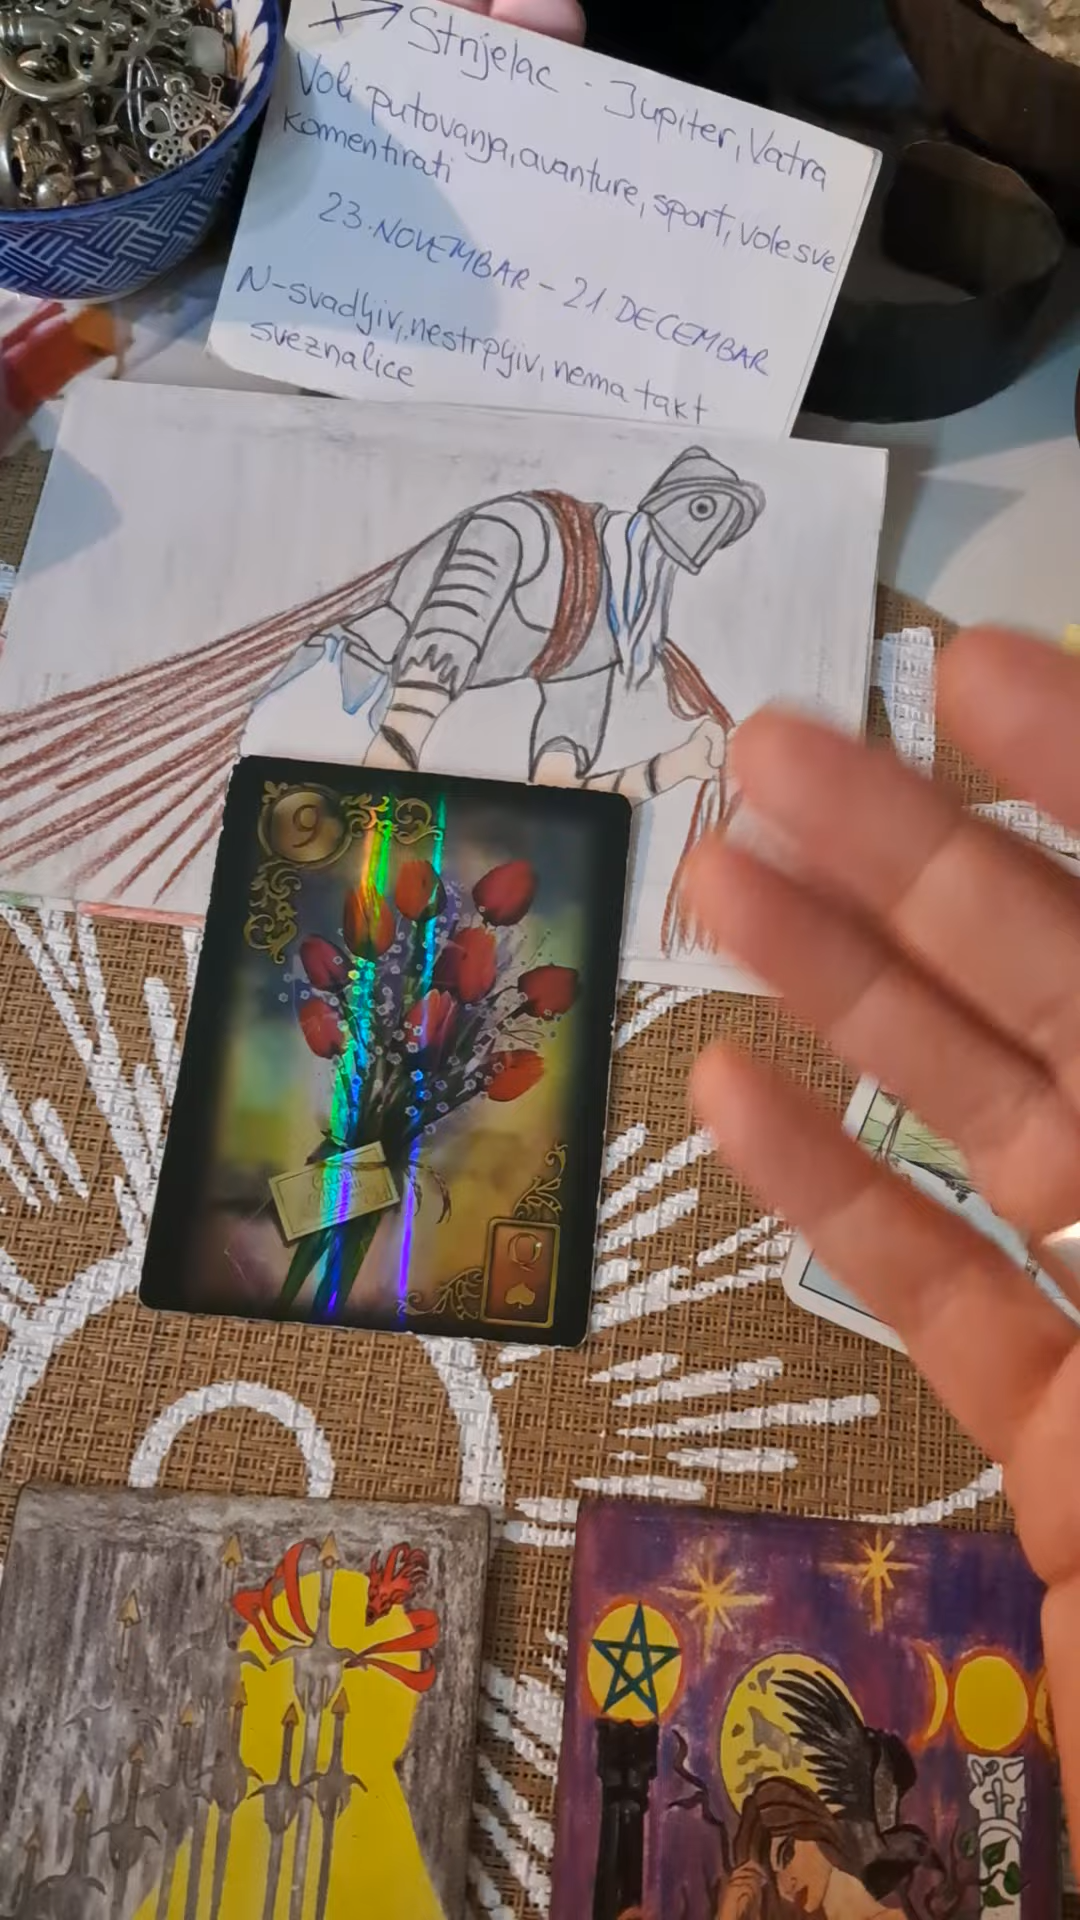 Strijelac - Jupiter, Vatra
Voli putovanja, avanture, sport, vole sve
komentirati
23. NOVEMBAR - 21. DECEMBAR
N-svadljiv, nestrpljiv, nema takt
sveznalice
9
Q